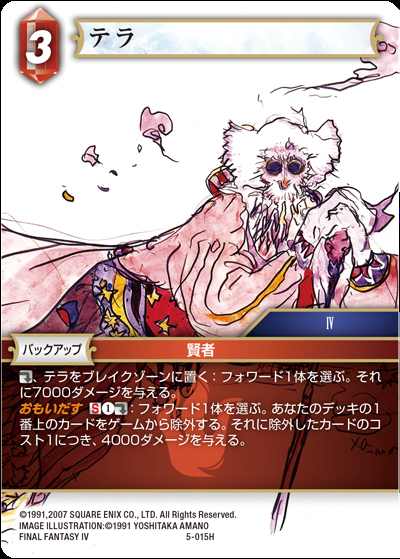 3
テラ
IV
バックアップ
賢者
、テラをブレイクゾーンに置く：フォワード1体を選ぶ。それ
に7000ダメージを与える。
おもいだす S1：フォワード1体を選ぶ。あなたのデッキの1
番上のカードをゲームから除外する。それに除外したカードのコ
スト1につき、4000ダメージを与える。
©1991,2007 SQUARE ENIX CO., LTD. All Rights Reserved.
IMAGE ILLUSTRATION:©1991 YOSHITAKA AMANO
FINAL FANTASY IV 5-015H